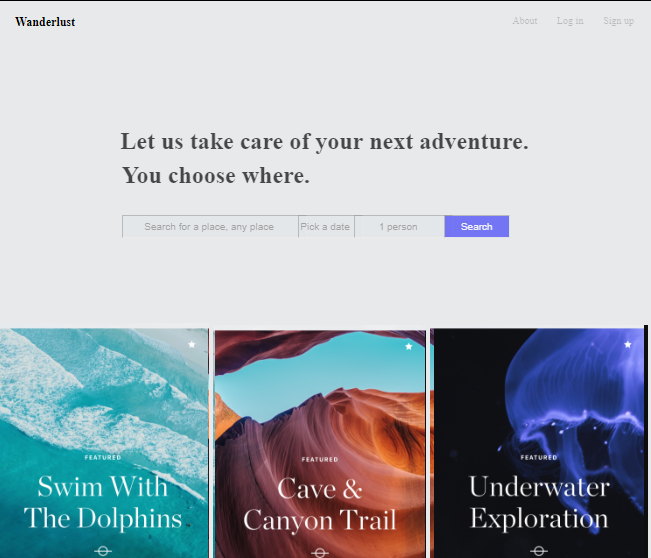 Wanderlust
About Log in Sign up
Let us take care of your next adventure.
You choose where.
Search for a place, any place Pick a date 1 person Search
FEATURED
Swim With
The Dolphins
FEATURED
Cave &
Canyon Trail
FEATURED
Underwater
Exploration